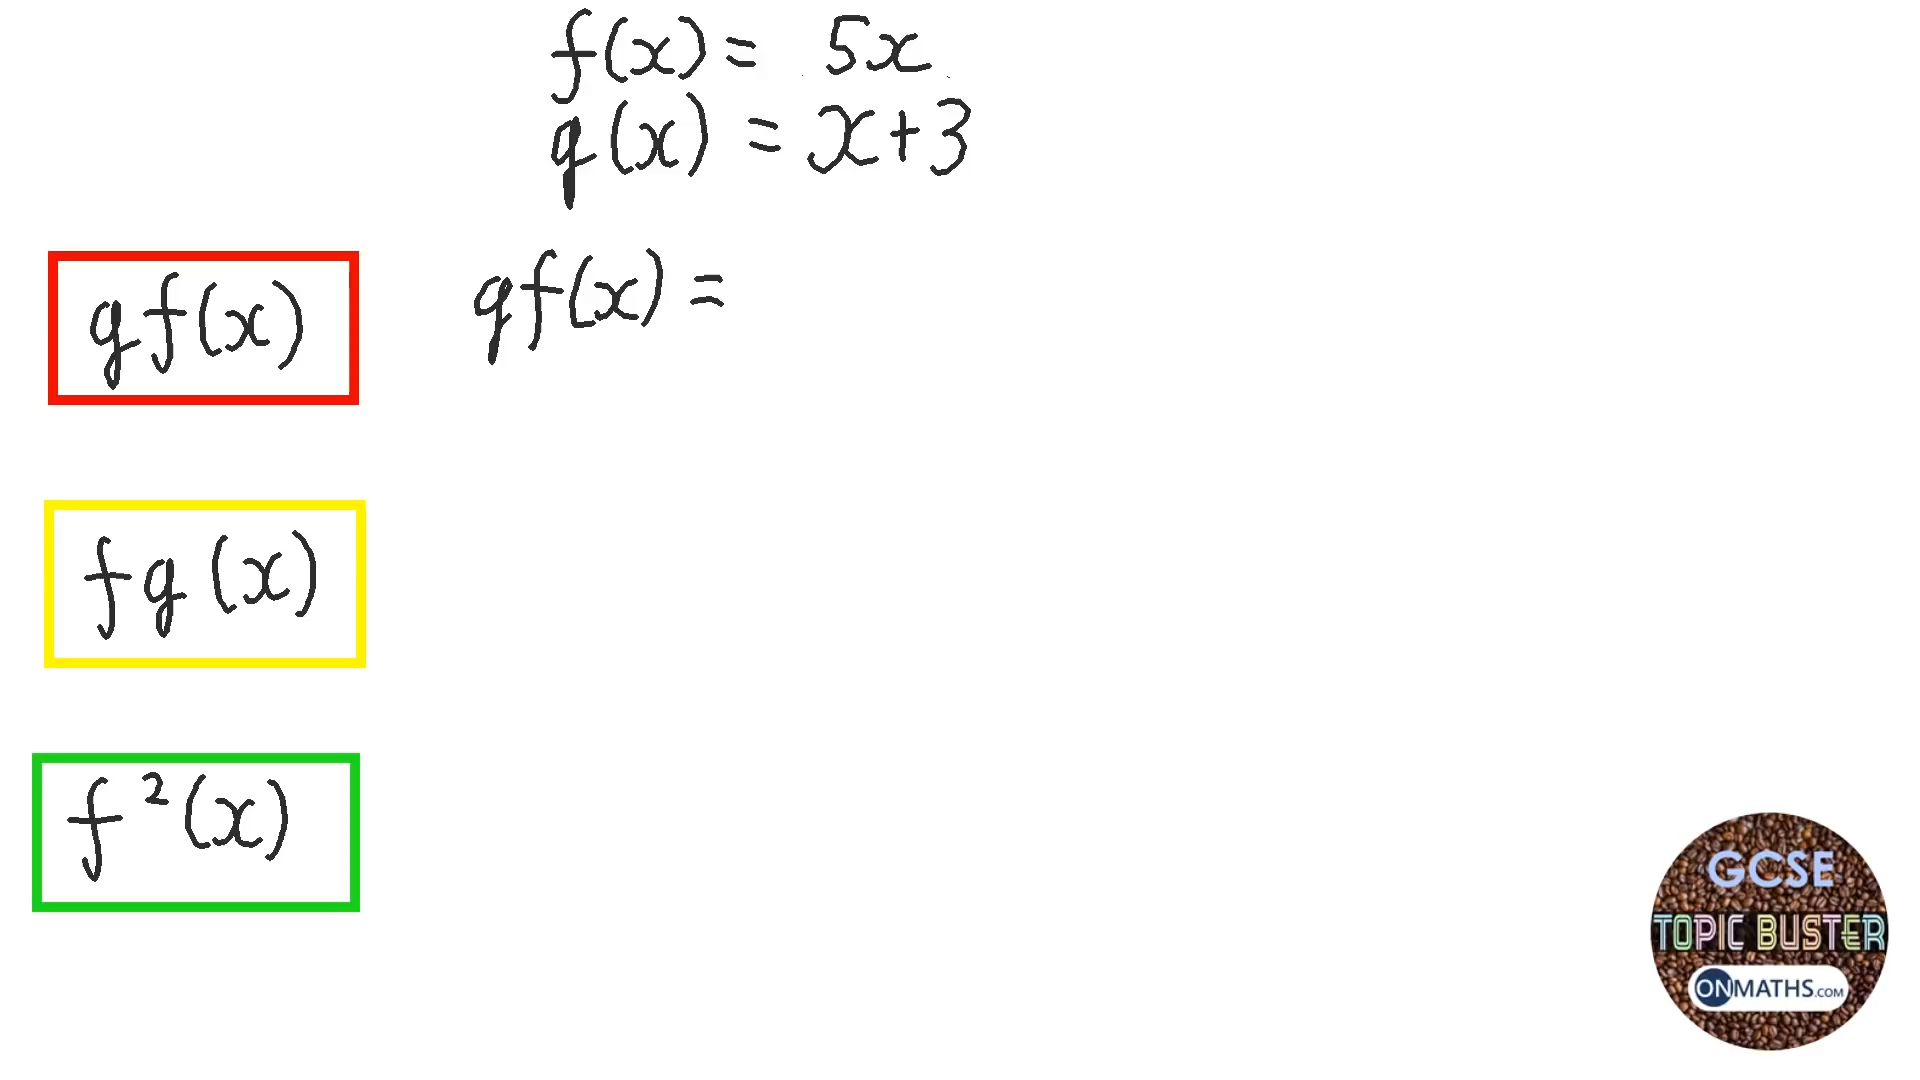 f(x) = 5x
g(x) = x+3
gf(x)
gf(x) =
fg(x)
f²(x)
GCSE
TOPIC BUSTER
ONMATHS.COM